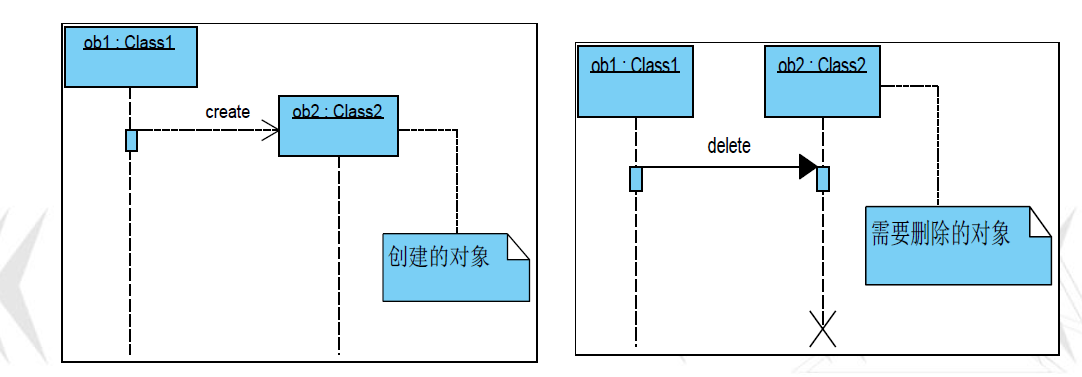 ob1 : Class1
create
ob2 : Class2
创建的对象
ob1 : Class1
ob2 : Class2
delete
需要删除的对象